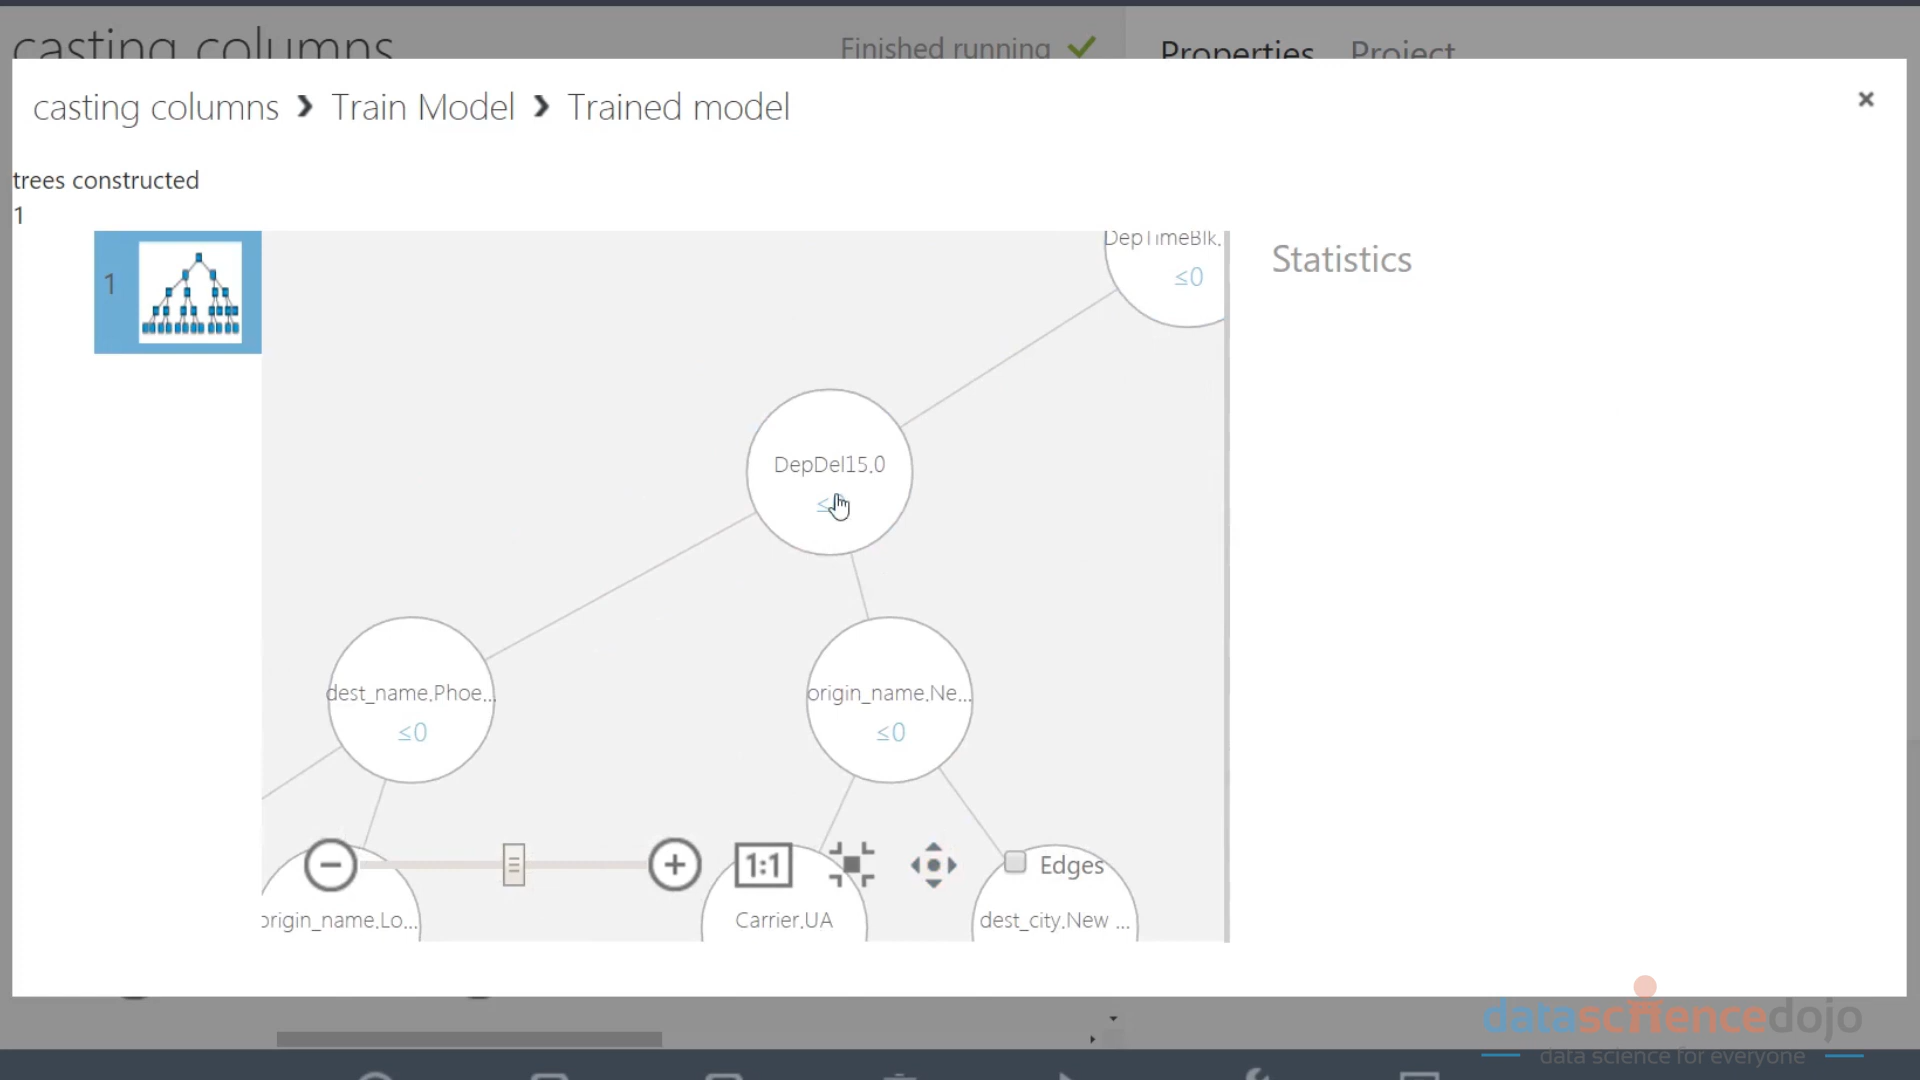 casting columns
Finished running
Properties Project
casting columns › Train Model › Trained model
×
trees constructed
1
1
DepTimeBlk.
≤0
Statistics
DepDel15.0
≤
dest_name.Phoe...
≤0
origin_name.Ne...
≤0
1:1
Edges
origin_name.Lo...
Carrier.UA
dest_city.New ...
datasciencedojo
data science for everyone